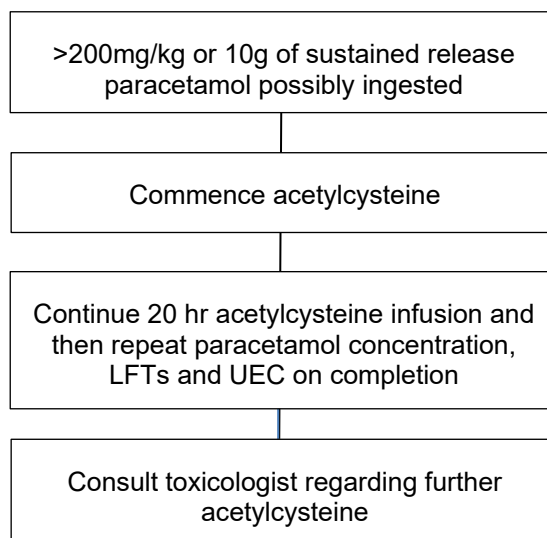 >200mg/kg or 10g of sustained release
paracetamol possibly ingested
Commence acetylcysteine
Continue 20 hr acetylcysteine infusion and
then repeat paracetamol concentration,
LFTs and UEC on completion
Consult toxicologist regarding further
acetylcysteine